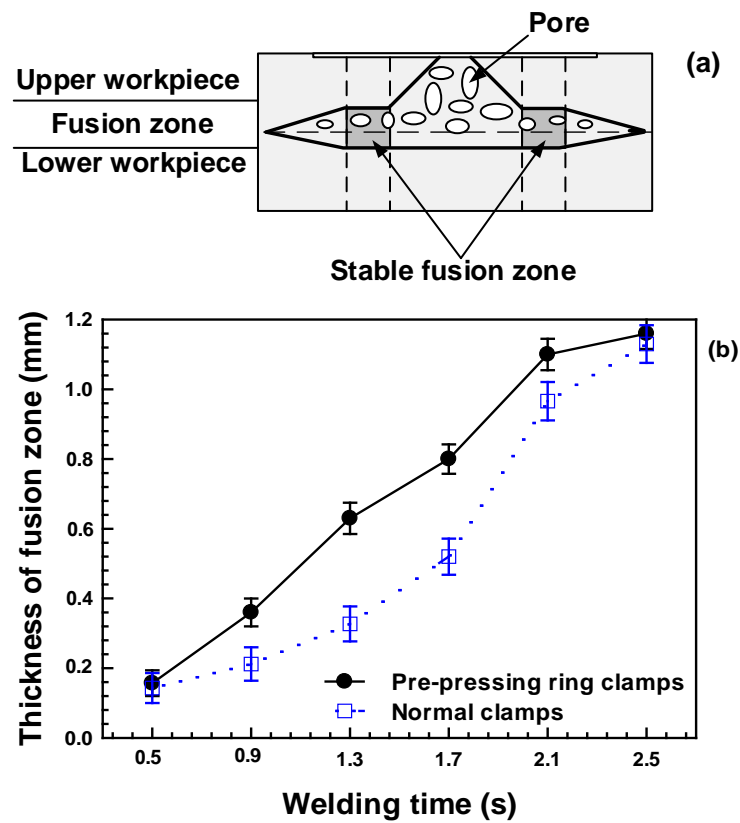 Pore
(a)
Upper workpiece
Fusion zone
Lower workpiece
Stable fusion zone
(b)
Thickness of fusion zone (mm)
1.2
1.0
0.8
0.6
0.4
0.2
0.0
Pre-pressing ring clamps
Normal clamps
0.5 0.9 1.3 1.7 2.1 2.5
Welding time (s)